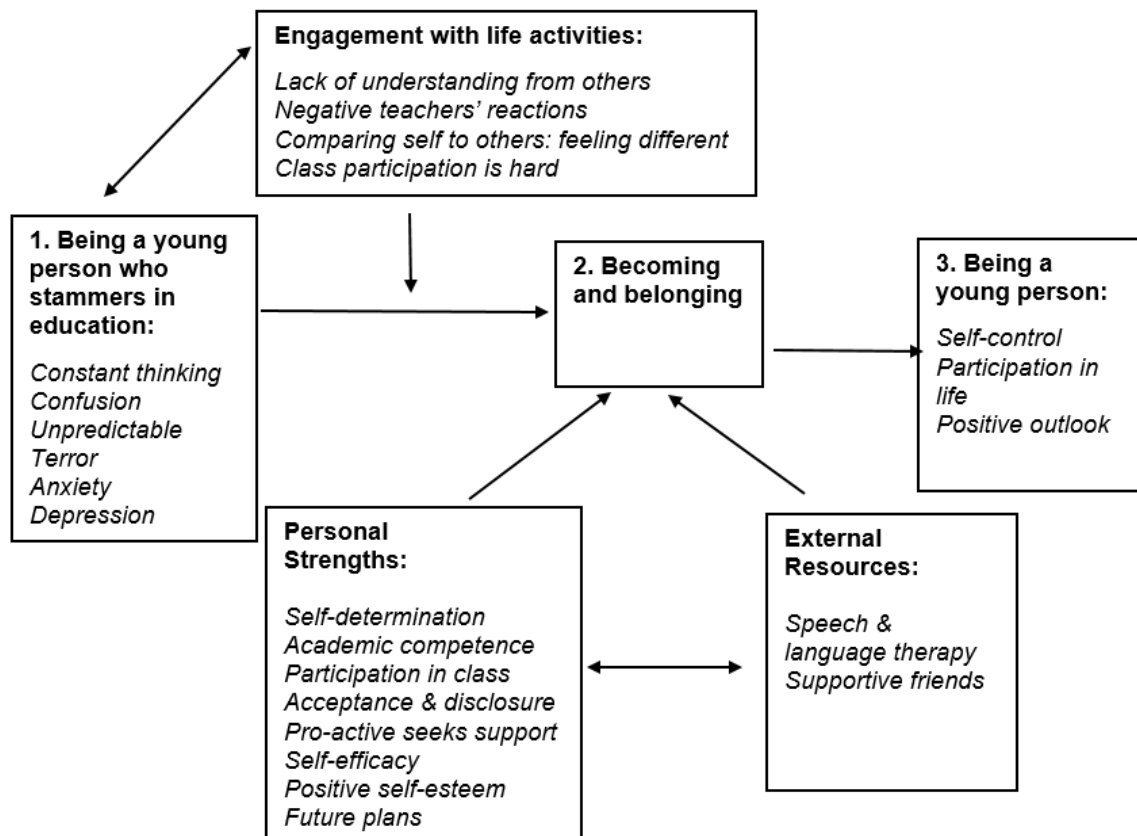 Engagement with life activities:
Lack of understanding from others
Negative teachers’ reactions
Comparing self to others: feeling different
Class participation is hard
1. Being a young
person who
stammers in
education:
Constant thinking
Confusion
Unpredictable
Terror
Anxiety
Depression
2. Becoming
and belonging
3. Being a
young person:
Self-control
Participation in
life
Positive outlook
Personal
Strengths:
Self-determination
Academic competence
Participation in class
Acceptance & disclosure
Pro-active seeks support
Self-efficacy
Positive self-esteem
Future plans
External
Resources:
Speech &
language therapy
Supportive friends